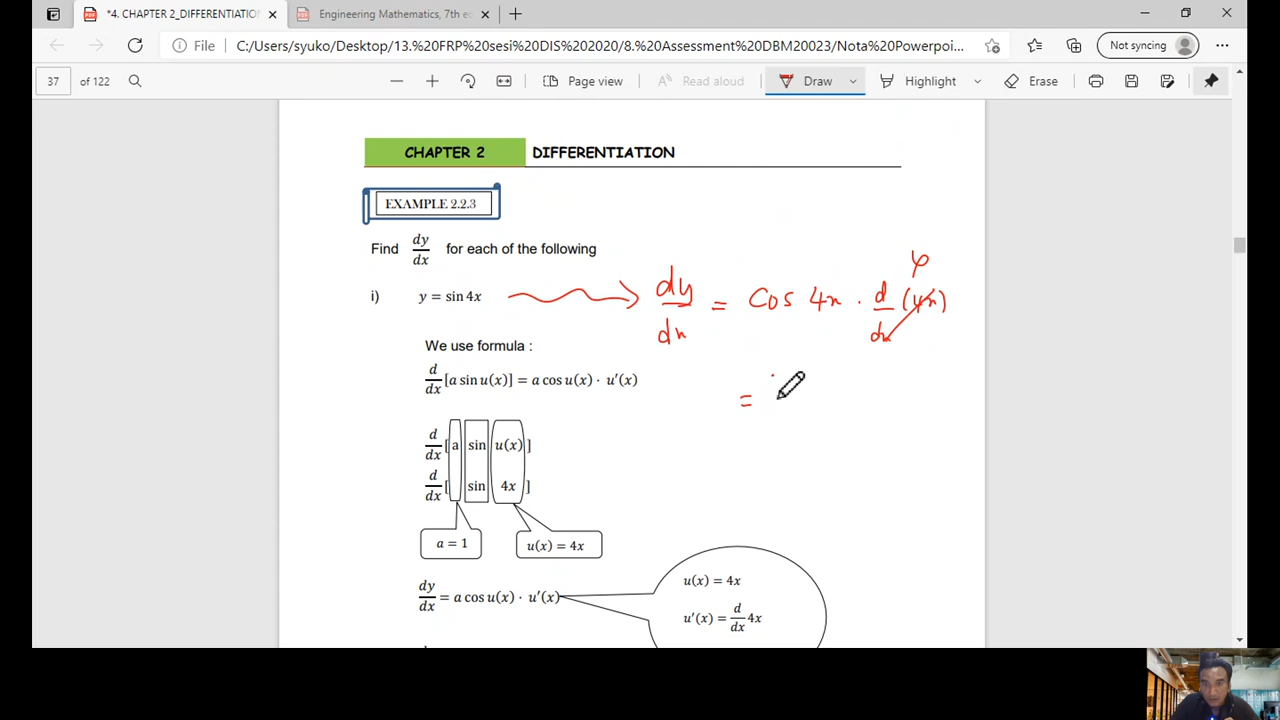 *4. CHAPTER 2_DIFFERENTIATIO
Engineering Mathematics, 7th ed
File
C:/Users/syuko/Desktop/13.%20FRP%20sesi%20DIS%202020/8.%20Assessment%20DBM20023/Nota%20Powerpoi...
Not syncing
37 of 122
Page view
Read aloud
Draw
Highlight
Erase
CHAPTER 2 DIFFERENTIATION
EXAMPLE 2.2.3
Find dy/dx for each of the following
i) y = sin 4x
dy/dx = cos 4x · d/dx (4x)
4
=
We use formula :
d/dx [a sin u(x)] = a cos u(x) · u′(x)
d/dx [a sin u(x)]
d/dx [ sin 4x ]
a = 1
u(x) = 4x
dy/dx = a cos u(x) · u′(x)
u(x) = 4x
u′(x) = d/dx 4x